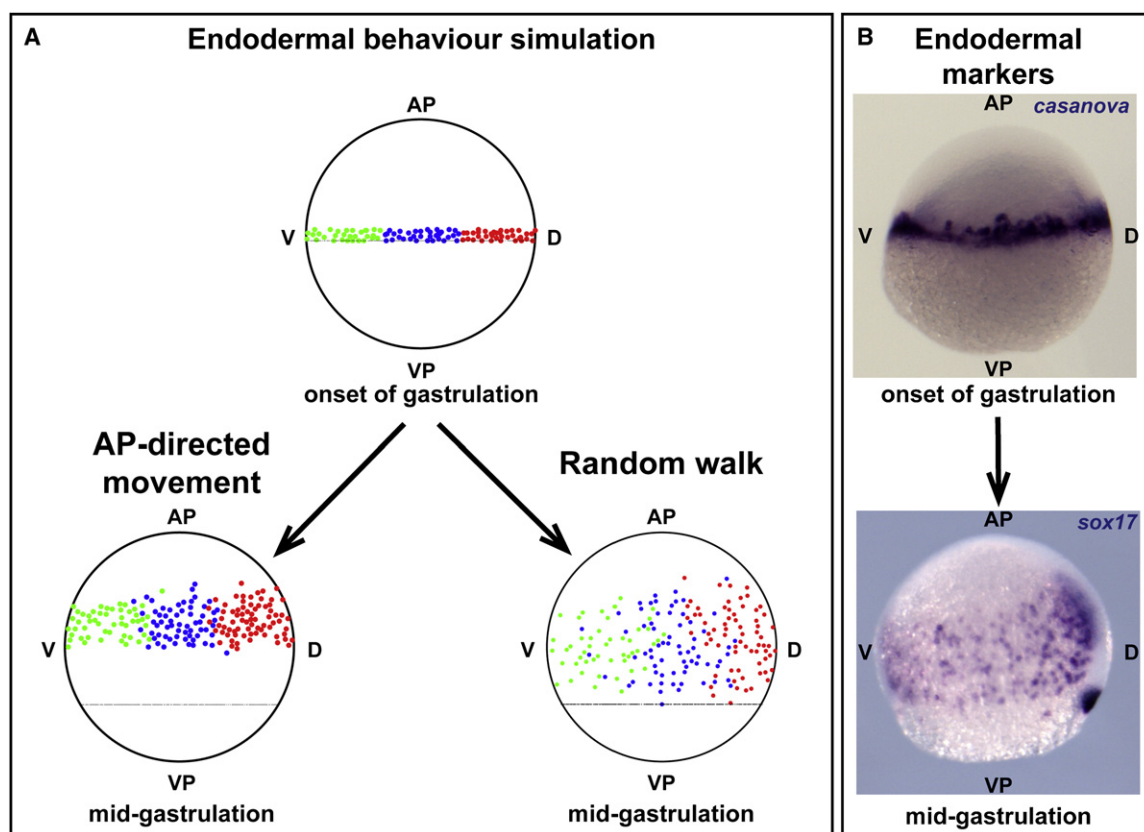 A
Endodermal behaviour simulation
AP
V
D
VP
onset of gastrulation
AP-directed
movement
AP
V
D
VP
mid-gastrulation
Random walk
AP
V
D
VP
mid-gastrulation
B
Endodermal
markers
AP
casanova
V
D
VP
onset of gastrulation
AP
sox17
V
D
VP
mid-gastrulation